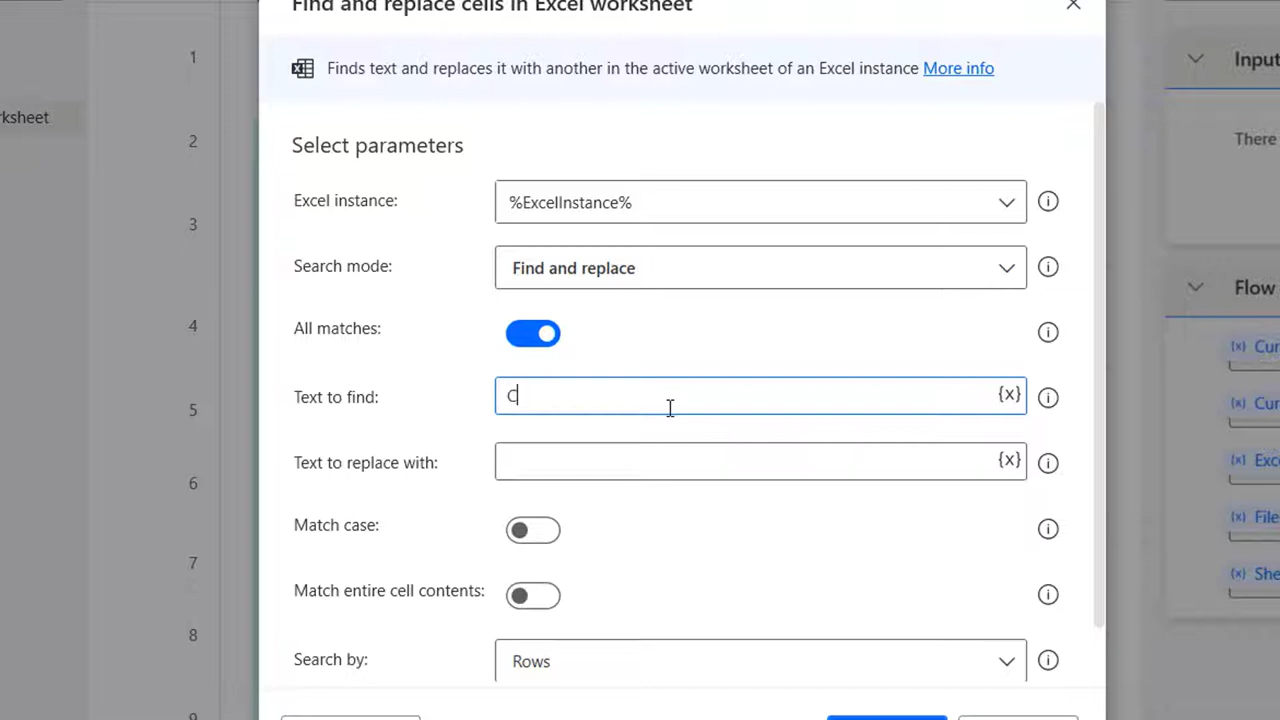 Find and replace cells in Excel worksheet
Finds text and replaces it with another in the active worksheet of an Excel instance More info
Select parameters
Excel instance:
%ExcelInstance%
Search mode:
Find and replace
All matches:
Text to find:
C
{x}
Text to replace with:
{x}
Match case:
Match entire cell contents:
Search by:
Rows
rksheet
1
2
3
4
5
6
7
8
9
Input
There
Flow
{x} Cur
{x} Cur
{x} Exc
{x} File
{x} She